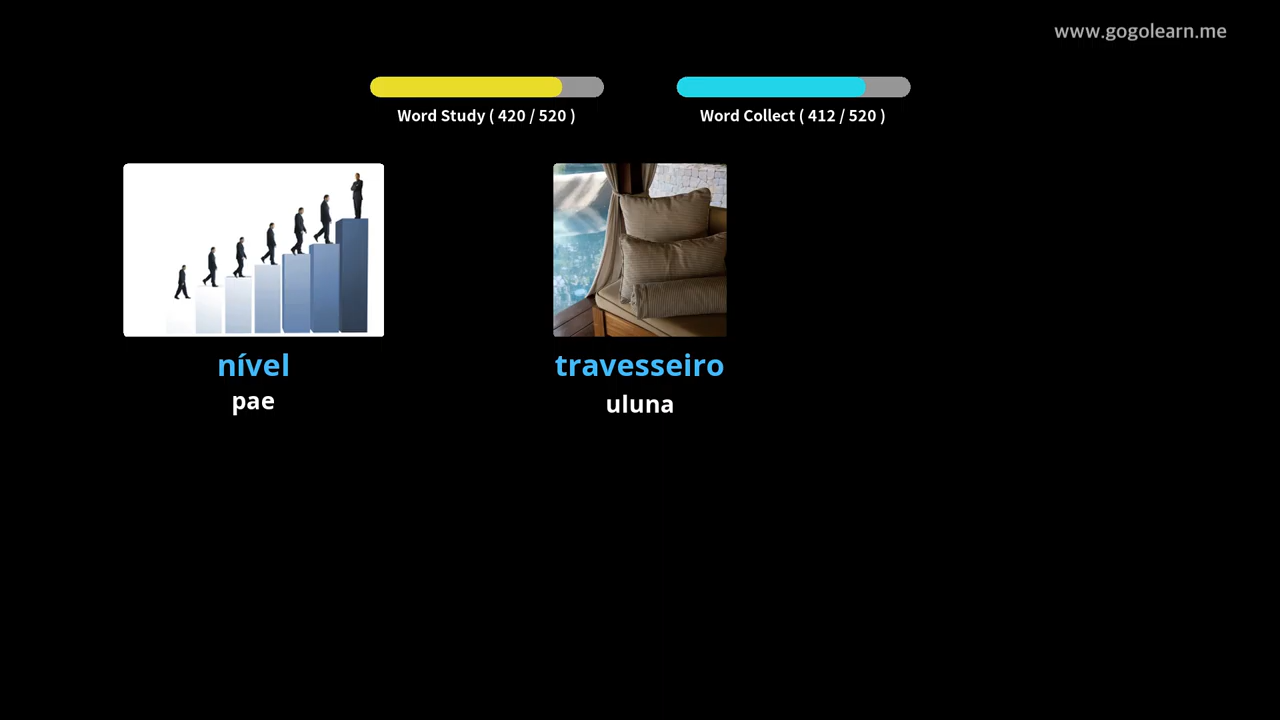 www.gogolearn.me
Word Study ( 420 / 520 )
Word Collect ( 412 / 520 )
nível
pae
travesseiro
uluna